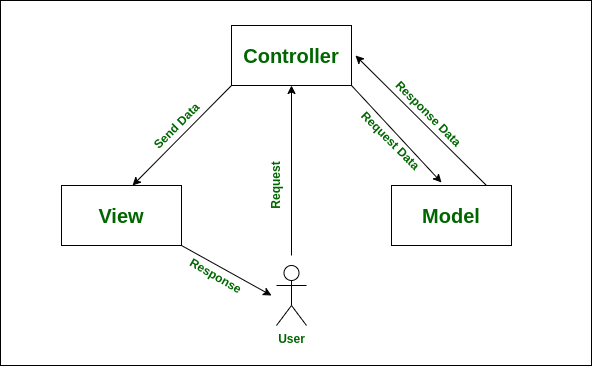 Controller
Send Data
Request
Request Data
Response Data
View
Model
Response
User